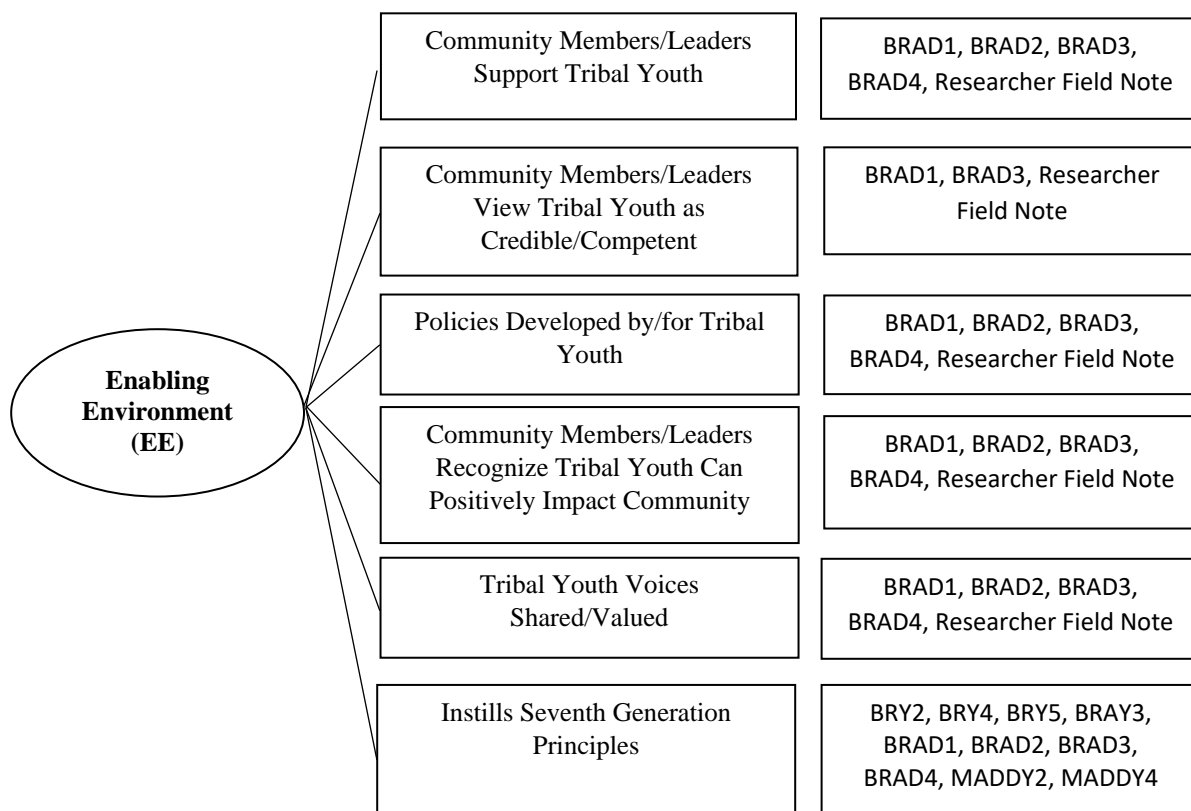 Community Members/Leaders
Support Tribal Youth
BRAD1, BRAD2, BRAD3,
BRAD4, Researcher Field Note
Community Members/Leaders
View Tribal Youth as
Credible/Competent
BRAD1, BRAD3, Researcher
Field Note
Policies Developed by/for Tribal
Youth
BRAD1, BRAD2, BRAD3,
BRAD4, Researcher Field Note
Enabling
Environment
(EE)
Community Members/Leaders
Recognize Tribal Youth Can
Positively Impact Community
BRAD1, BRAD2, BRAD3,
BRAD4, Researcher Field Note
Tribal Youth Voices
Shared/Valued
BRAD1, BRAD2, BRAD3,
BRAD4, Researcher Field Note
Instills Seventh Generation
Principles
BRY2, BRY4, BRY5, BRAY3,
BRAD1, BRAD2, BRAD3,
BRAD4, MADDY2, MADDY4